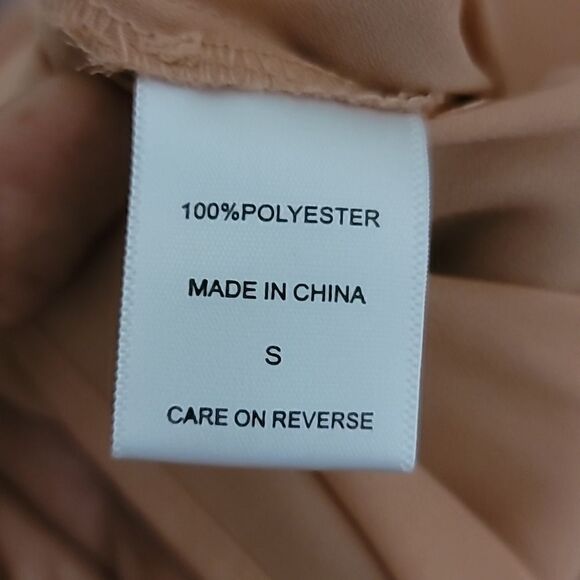 100%POLYESTER
MADE IN CHINA
S
CARE ON REVERSE